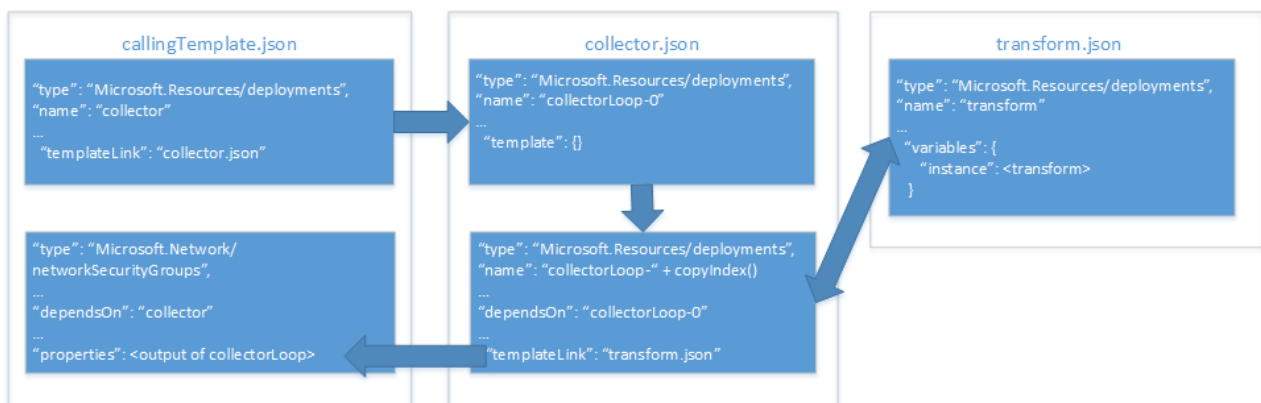 callingTemplate.json
“type”: “Microsoft.Resources/deployments”,
“name”: “collector”
...
“templateLink”: “collector.json”
“type”: “Microsoft.Network/
networkSecurityGroups”,
...
“dependsOn”: “collector”
...
“properties”: <output of collectorLoop>
collector.json
“type”: “Microsoft.Resources/deployments”,
“name”: “collectorLoop-0”
...
“template”: {}
“type”: “Microsoft.Resources/deployments”,
“name”: “collectorLoop-“ + copyIndex()
...
“dependsOn”: “collectorLoop-0”
...
“templateLink”: “transform.json”
transform.json
“type”: “Microsoft.Resources/deployments”,
“name”: “transform”
...
“variables”: {
“instance”: <transform>
}